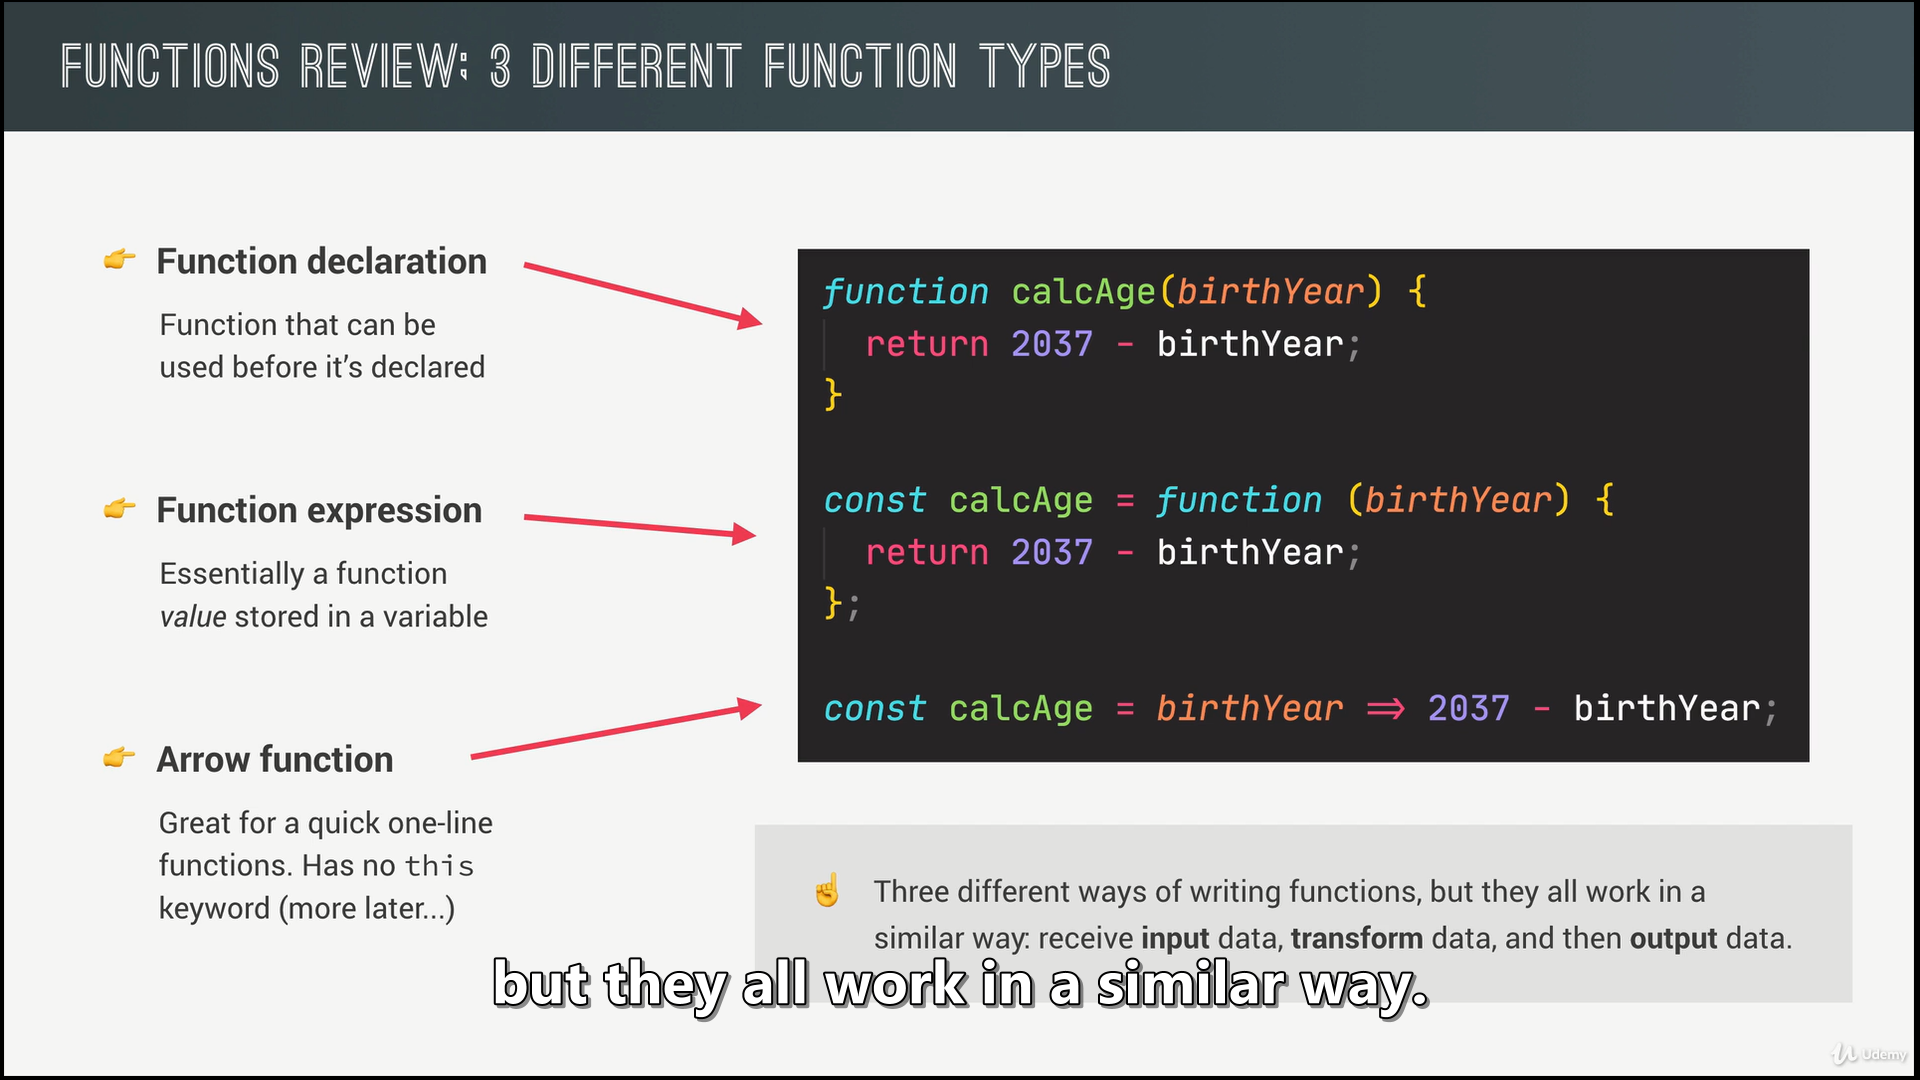 FUNCTIONS REVIEW; 3 DIFFERENT FUNCTION TYPES
👉 Function declaration
Function that can be
used before it’s declared
👉 Function expression
Essentially a function
value stored in a variable
👉 Arrow function
Great for a quick one-line
functions. Has no this
keyword (more later...)
function calcAge(birthYear) {
  return 2037 - birthYear;
}
const calcAge = function (birthYear) {
  return 2037 - birthYear;
};
const calcAge = birthYear => 2037 - birthYear;
☝️ Three different ways of writing functions, but they all work in a
similar way: receive input data, transform data, and then output data.
but they all work in a similar way.
Udemy